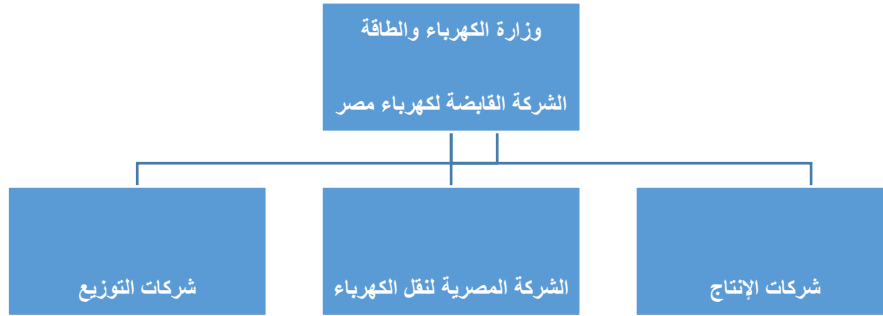 وزارة الكهرباء والطاقة
الشركة القابضة لكهرباء مصر
شركات الإنتاج
الشركة المصرية لنقل الكهرباء
شركات التوزيع